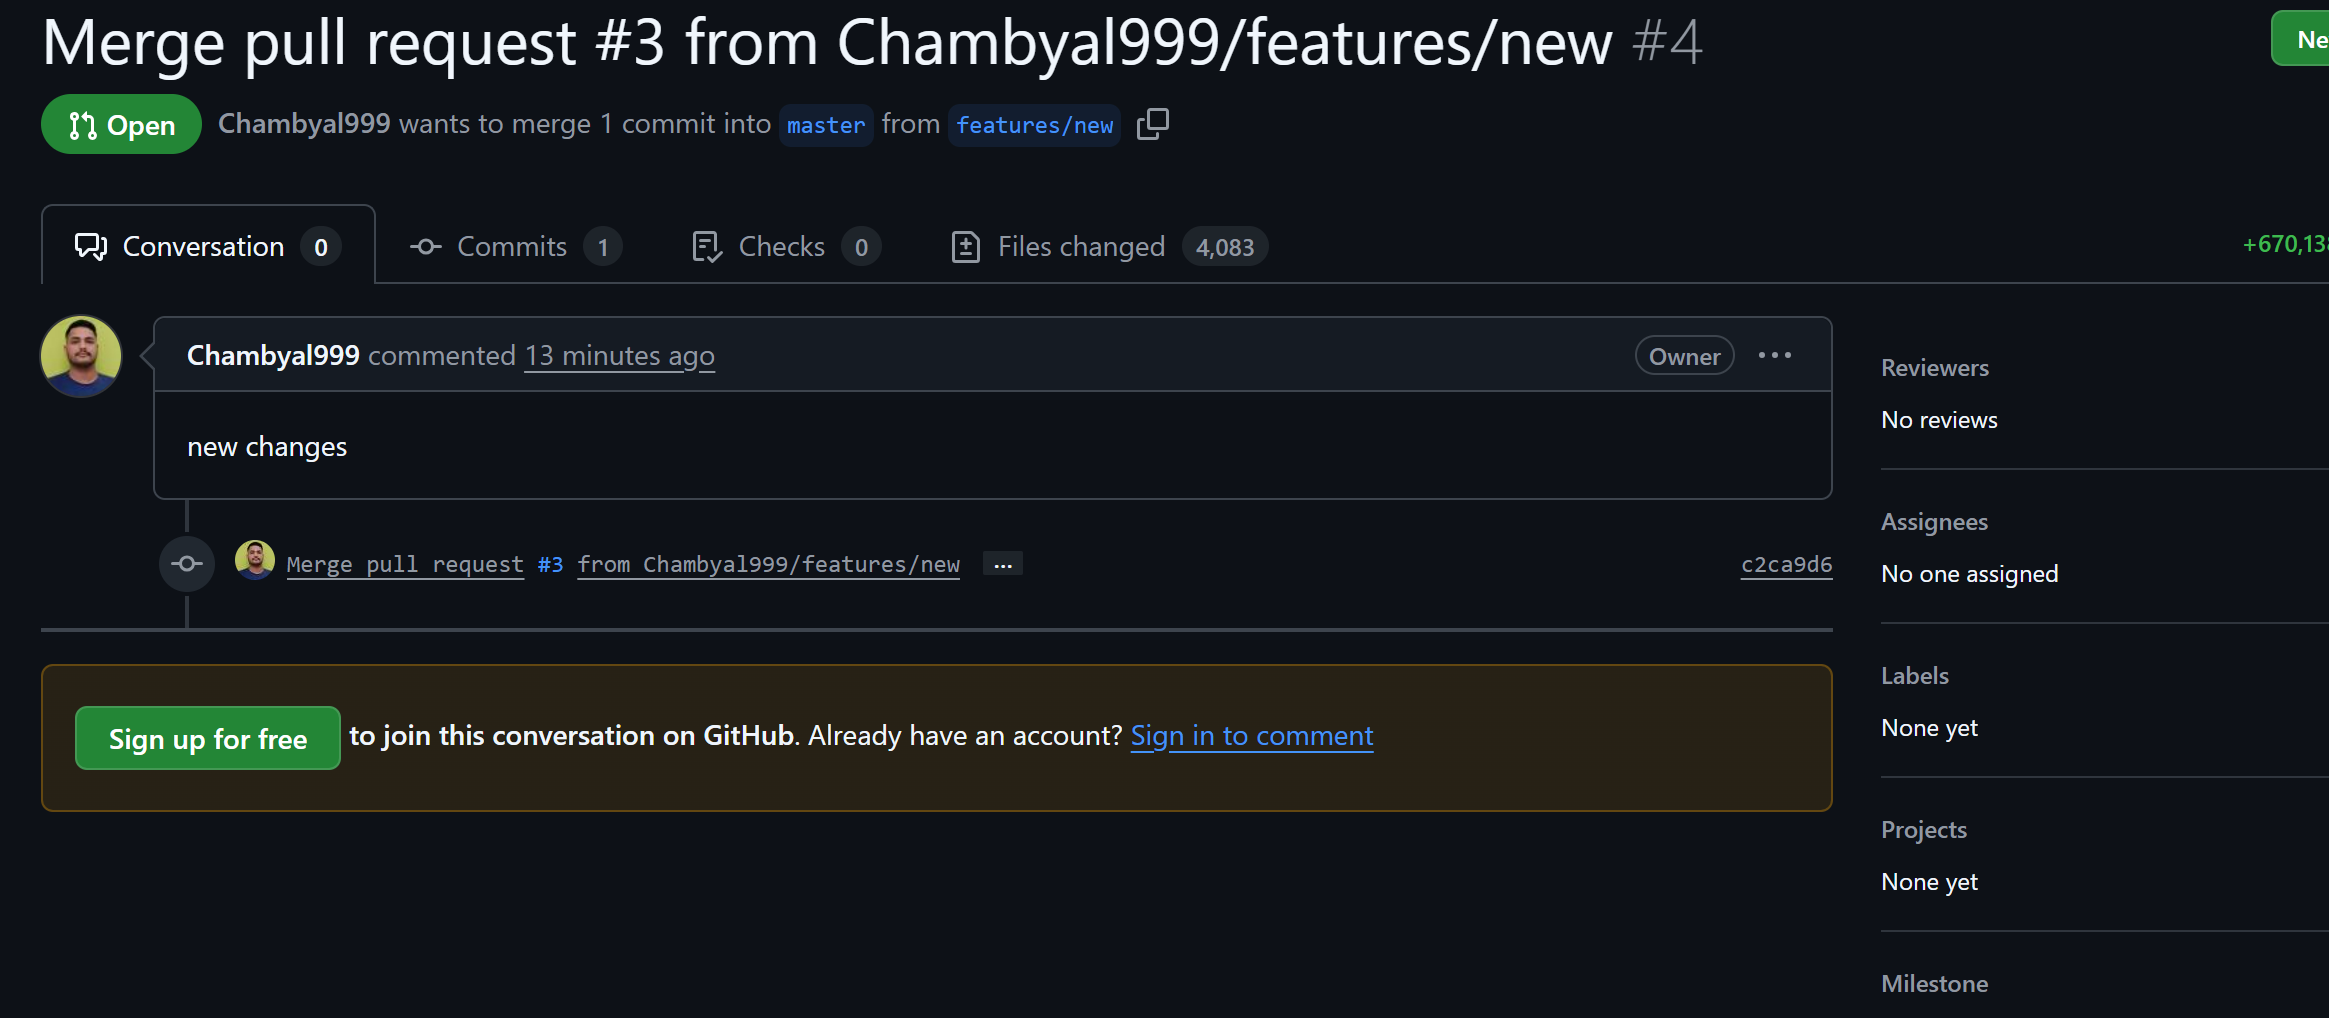 Merge pull request #3 from Chambyal999/features/new #4
Open
Chambyal999 wants to merge 1 commit into master from features/new
Conversation 0
Commits 1
Checks 0
Files changed 4,083
Chambyal999 commented 13 minutes ago
Owner
new changes
Merge pull request #3 from Chambyal999/features/new ...
c2ca9d6
Sign up for free to join this conversation on GitHub. Already have an account? Sign in to comment
Reviewers
No reviews
Assignees
No one assigned
Labels
None yet
Projects
None yet
Milestone